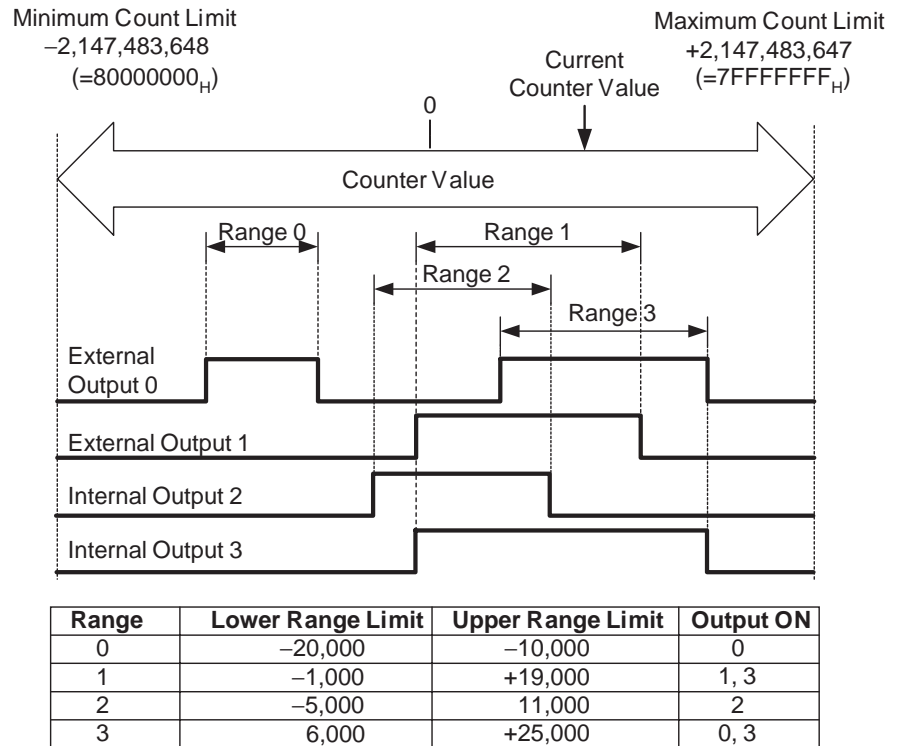 Minimum Count Limit
−2,147,483,648
(=80000000H)
Maximum Count Limit
+2,147,483,647
(=7FFFFFFFH)
Current
Counter Value
0
Counter Value
Range 0
Range 1
Range 2
Range 3
External
Output 0
External Output 1
Internal Output 2
Internal Output 3
Range Lower Range Limit Upper Range Limit Output ON
0 −20,000 −10,000 0
1 −1,000 +19,000 1, 3
2 −5,000 11,000 2
3 6,000 +25,000 0, 3